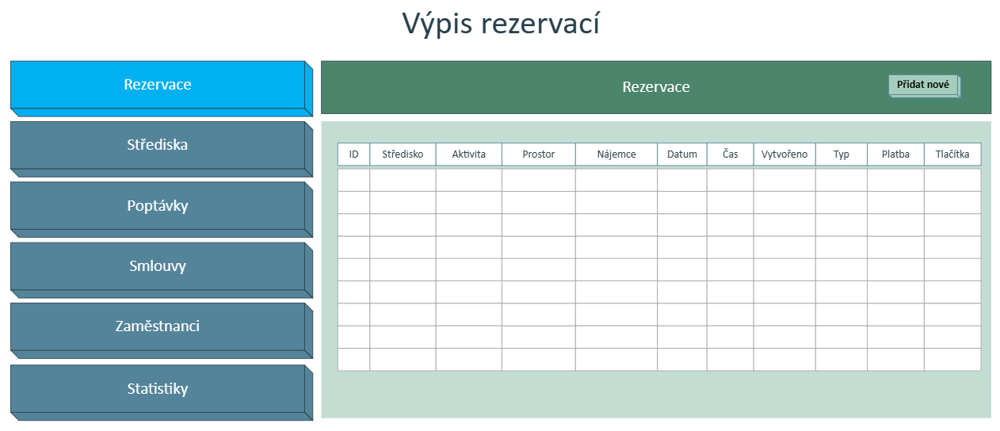 Výpis rezervací
Rezervace
Střediska
Poptávky
Smlouvy
Zaměstnanci
Statistiky
Rezervace
Přidat nové
ID Středisko Aktivita Prostor Nájemce Datum Čas Vytvořeno Typ Platba Tlačítka